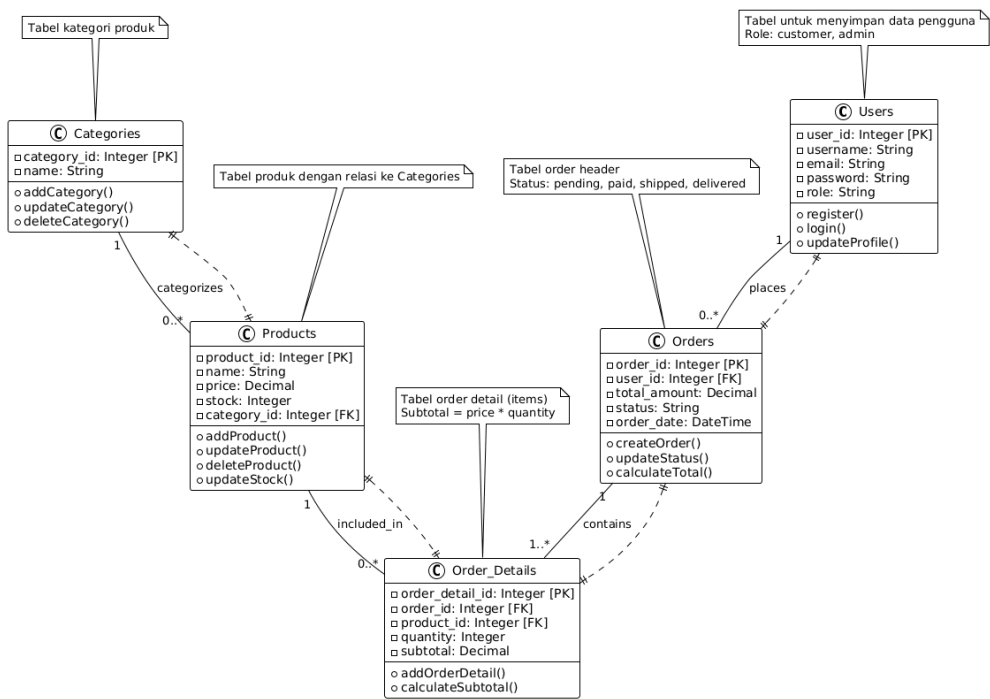 Tabel kategori produk
Tabel untuk menyimpan data pengguna
Role: customer, admin
C Categories
category_id: Integer [PK]
name: String
addCategory()
updateCategory()
deleteCategory()
C Users
user_id: Integer [PK]
username: String
email: String
password: String
role: String
register()
login()
updateProfile()
Tabel produk dengan relasi ke Categories
Tabel order header
Status: pending, paid, shipped, delivered
1
categorizes
0..*
1
places
0..*
C Products
product_id: Integer [PK]
name: String
price: Decimal
stock: Integer
category_id: Integer [FK]
addProduct()
updateProduct()
deleteProduct()
updateStock()
C Orders
order_id: Integer [PK]
user_id: Integer [FK]
total_amount: Decimal
status: String
order_date: DateTime
createOrder()
updateStatus()
calculateTotal()
Tabel order detail (items)
Subtotal = price * quantity
1
included_in
0..*
1
contains
1..*
C Order_Details
order_detail_id: Integer [PK]
order_id: Integer [FK]
product_id: Integer [FK]
quantity: Integer
subtotal: Decimal
addOrderDetail()
calculateSubtotal()